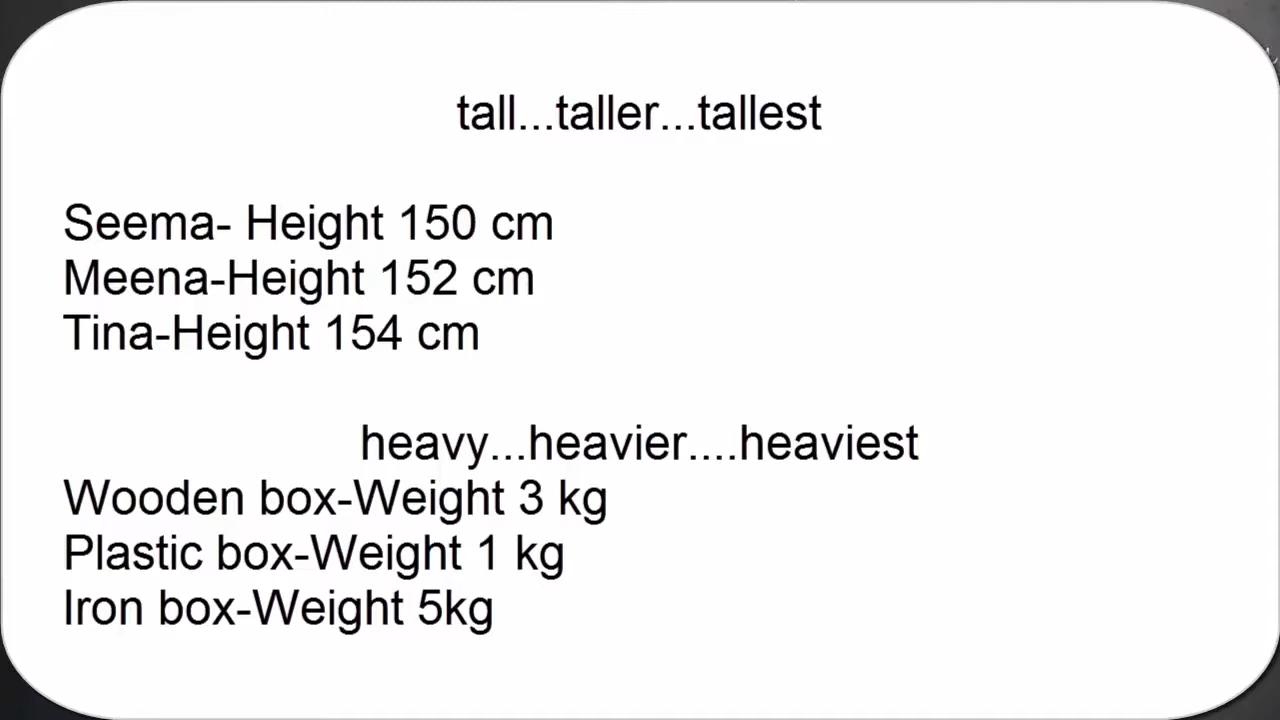 tall...taller...tallest
Seema- Height 150 cm
Meena-Height 152 cm
Tina-Height 154 cm
heavy...heavier....heaviest
Wooden box-Weight 3 kg
Plastic box-Weight 1 kg
Iron box-Weight 5kg